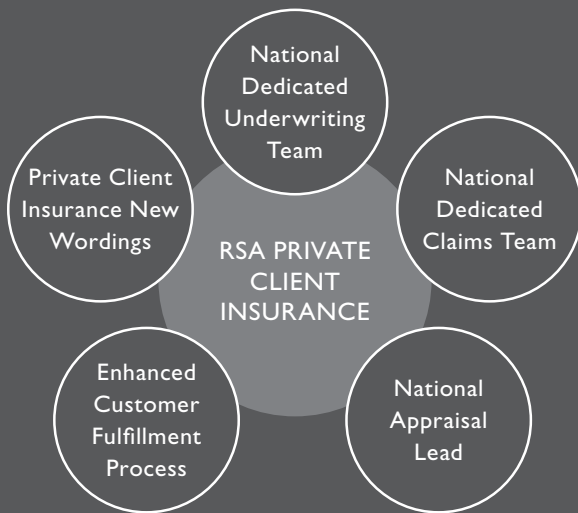 National
Dedicated
Underwriting
Team
Private Client
Insurance New
Wordings
National
Dedicated
Claims Team
RSA PRIVATE
CLIENT
INSURANCE
Enhanced
Customer
Fulfillment
Process
National
Appraisal
Lead